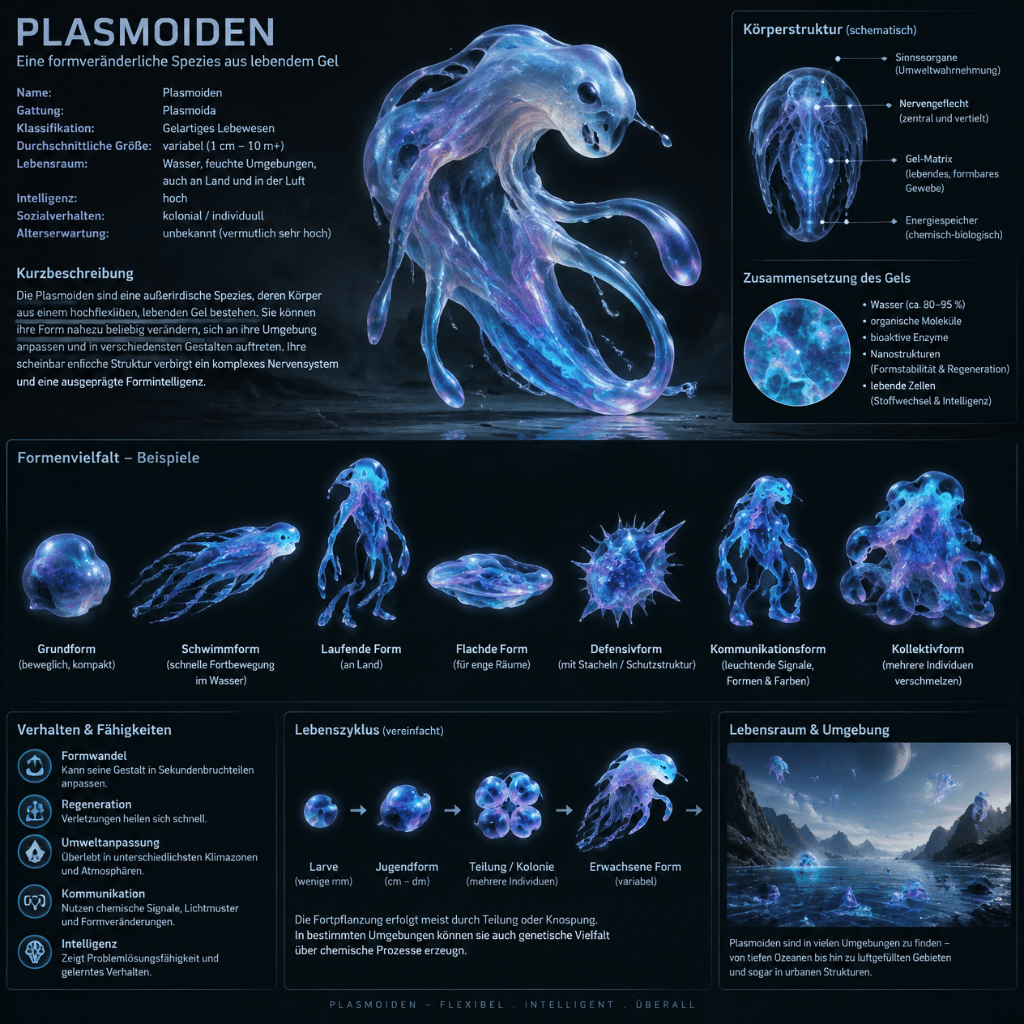 PLASMOIDEN
Eine formveränderliche Spezies aus lebendem Gel
Name: Plasmoiden
Gattung: Plasmoida
Klassifikation: Gelartiges Lebewesen
Durchschnittliche Größe: variabel (1 cm – 10 m+)
Lebensraum: Wasser, feuchte Umgebungen,
auch an Land und in der Luft
Intelligenz: hoch
Sozialverhalten: kolonial / individuull
Alterserwartung: unbekannt (vermutlich sehr hoch)
Kurzbeschreibung
Die Plasmoiden sind eine außerirdische Spezies, deren Körper
aus einem hochflexiblen, lebenden Gel bestehen. Sie können
ihre Form nahezu beliebig verändern, sich an ihre Umgebung
anpassen und in verschiedensten Gestalten auftreten. Ihre
scheinbar enfiche Struktur verbirgt ein komplexes Nervensystem
und eine ausgeprägte Formintelligenz.
Körperstruktur (schematisch)
Sinnseorgane
(Umweltwahrnehmung)
Nervengeflecht
(zentral und vertielt)
Gel-Matrix
(lebendes, formbares
Gewebe)
Energiespeicher
(chemisch-biologisch)
Zusammensetzung des Gels
• Wasser (ca. 80–95 %)
• organische Moleküle
• bioaktive Enzyme
• Nanostrukturen
(Formstabilität & Regeneration)
• lebende Zellen
(Stoffwechsel & Intelligenz)
Formenvielfalt – Beispiele
Grundform
(beweglich, kompakt)
Schwimmform
(schnelle Fortbewegung
im Wasser)
Laufende Form
(an Land)
Flachde Form
(für enge Räume)
Defensivform
(mit Stacheln / Schutzstruktur)
Kommunikationsform
(leuchtende Signale,
Formen & Farben)
Kollektivform
(mehrere Individuen
verschmelzen)
Verhalten & Fähigkeiten
Formwandel
Kann seine Gestalt in Sekundenbruchteilen
anpassen.
Regeneration
Verletzungen heilen sich schnell.
Umweltanpassung
Überlebt in unterschiedlichsten Klimazonen
und Atmosphären.
Kommunikation
Nutzen chemische Signale, Lichtmuster
und Formveränderungen.
Intelligenz
Zeigt Problemlösungsfähigkeit und
gelerntes Verhalten.
Lebenszyklus (vereinfacht)
Larve
(wenige mm)
Jugendform
(cm – dm)
Teilung / Kolonie
(mehrere Individuen)
Erwachsene Form
(variabel)
Die Fortpflanzung erfolgt meist durch Teilung oder Knospung.
In bestimmten Umgebungen können sie auch genetische Vielfalt
über chemische Prozesse erzeugn.
Lebensraum & Umgebung
Plasmoiden sind in vielen Umgebungen zu finden –
von tiefen Ozeanen bis hin zu luftgefüllten Gebieten
und sogar in urbanen Strukturen.
PLASMOIDEN – FLEXIBEL . INTELLIGENT . ÜBERALL